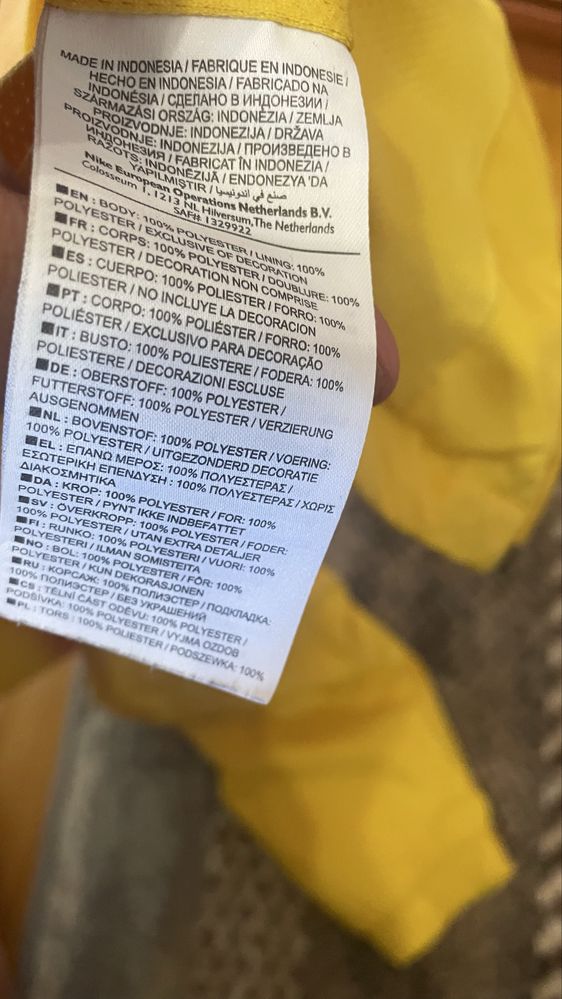 MADE IN INDONESIA / FABRIQUE EN INDONESIE /
HECHO EN INDONESIA / FABRICADO NA
INDONÉSIA / СДЕЛАНО В ИНДОНЕЗИИ /
SZÁRMAZÁSI ORSZÁG: INDONÉZIA / ZEMLJA
PROIZVODNJE: INDONEZIJA / DRŽAVA
PROIZVODNJE: INDONEZIJA / ПРОИЗВЕДЕНО В
ИНДОНЕЗИЯ / FABRICAT ÎN INDONEZIA /
RAŽOTS: INDONĒZIJĀ / ENDONEZYA 'DA
YAPILMIŞTIR / صنع في أندونيسيا
Nike European Operations Netherlands B.V.
Colosseum 1, 1213 NL Hilversum, The Netherlands
SAF# 1329922
EN : BODY: 100% POLYESTER / LINING: 100%
POLYESTER / EXCLUSIVE OF DECORATION
FR : CORPS: 100% POLYESTER / DOUBLURE: 100%
POLYESTER / DECORATION NON COMPRISE
ES : CUERPO: 100% POLIESTER / FORRO: 100%
POLIESTER / NO INCLUYE LA DECORACION
PT : CORPO: 100% POLIÉSTER / FORRO: 100%
POLIÉSTER / EXCLUSIVO PARA DECORAÇÃO
IT : BUSTO: 100% POLIESTERE / FODERA: 100%
POLIESTERE / DECORAZIONI ESCLUSE
DE : OBERSTOFF: 100% POLYESTER /
FUTTERSTOFF: 100% POLYESTER / VERZIERUNG
AUSGENOMMEN
NL : BOVENSTOF: 100% POLYESTER / VOERING:
100% POLYESTER / UITGEZONDERD DECORATIE
EL : ΕΠΑΝΩ ΜΕΡΟΣ: 100% ΠΟΛΥΕΣΤΕΡΑΣ /
ΕΣΩΤΕΡΙΚΗ ΕΠΕΝΔΥΣΗ : 100% ΠΟΛΥΕΣΤΕΡΑΣ / ΧΩΡΙΣ
ΔΙΑΚΟΣΜΗΤΙΚΑ
DA : KROP: 100% POLYESTER / FOR: 100%
POLYESTER / PYNT IKKE INDBEFATTET
SV : ÖVERKROPP: 100% POLYESTER / FODER:
100% POLYESTER / UTAN EXTRA DETALJER
FI : RUNKO: 100% POLYESTERI / VUORI: 100%
POLYESTERI / ILMAN SOMISTEITA
NO : BOL: 100% POLYESTER / FÔR: 100%
POLYESTER / KUN DEKORASJONEN
RU : КОРСАЖ: 100% ПОЛИЭСТЕР / ПОДКЛАДКА:
100% ПОЛИЭСТЕР / БЕЗ УКРАШЕНИЙ
CS : TĚLNÍ ČÁST ODĚVU: 100% POLYESTER /
PODŠÍVKA: 100% POLYESTER / VYJMA OZDOB
PL : TORS : 100% POLIESTER / PODSZEWKA: 100%